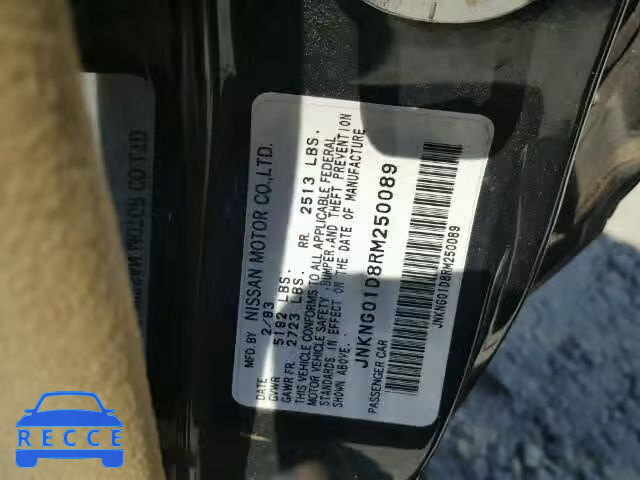 MFD. BY NISSAN MOTOR CO.,LTD.
DATE 2/93
GVWR 5192 LBS.
GAWR FR. 2723 LBS. RR. 2513 LBS.
THIS VEHICLE CONFORMS TO ALL APPLICABLE FEDERAL
MOTOR VEHICLE SAFETY, BUMPER, AND THEFT PREVENTION
STANDARDS IN EFFECT ON THE DATE OF MANUFACTURE
SHOWN ABOVE.
JNKNG01D8RM250089
PASSENGER CAR
JNKNG01D8RM250089
RECCE